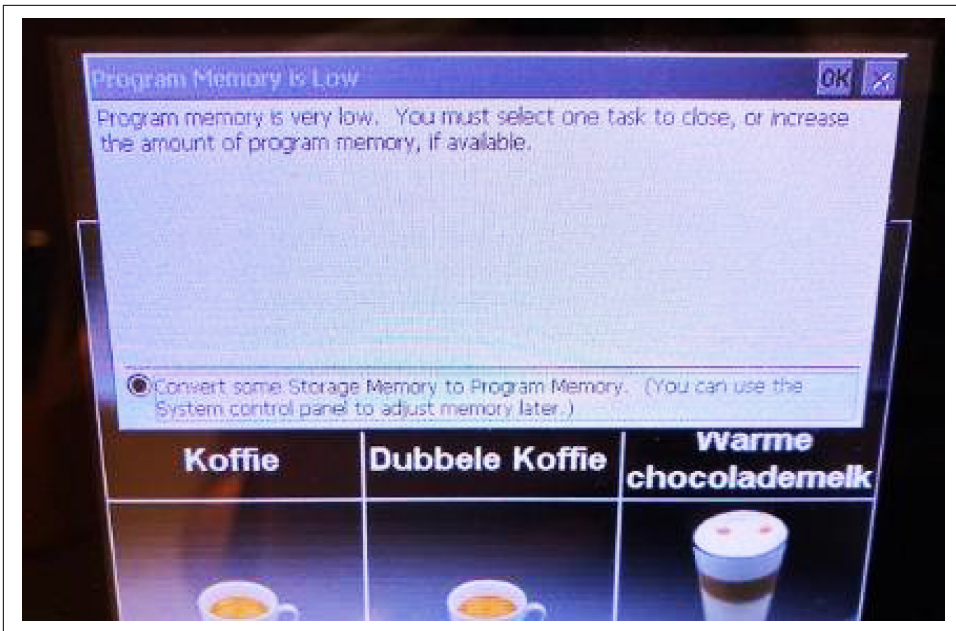 Program Memory is Low
OK
Program memory is very low. You must select one task to close, or increase
the amount of program memory, if available.
Convert some Storage Memory to Program Memory. (You can use the
System control panel to adjust memory later.)
Koffie
Dubbele Koffie
Warme
chocolademelk